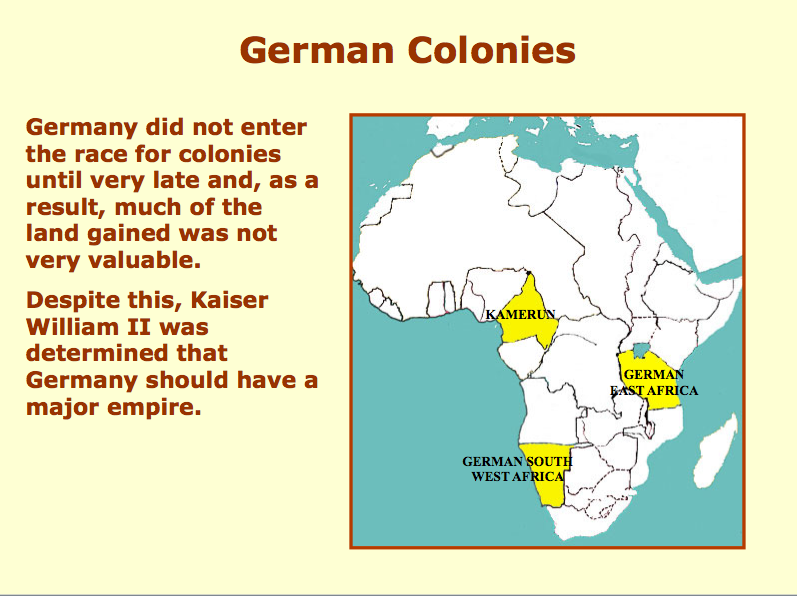 German Colonies
Germany did not enter
the race for colonies
until very late and, as a
result, much of the
land gained was not
very valuable.
Despite this, Kaiser
William II was
determined that
Germany should have a
major empire.
KAMERUN
GERMAN
EAST AFRICA
GERMAN SOUTH
WEST AFRICA